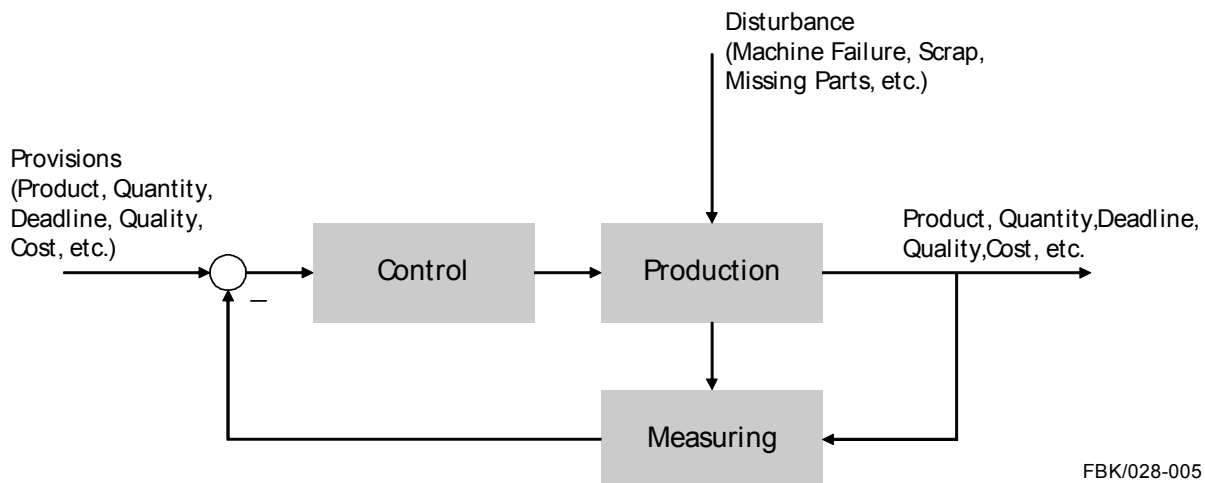 Disturbance
(Machine Failure, Scrap,
Missing Parts, etc.)
Provisions
(Product, Quantity,
Deadline, Quality,
Cost, etc.)
Product, Quantity,Deadline,
Quality,Cost, etc.
Control
Production
–
Measuring
FBK/028-005